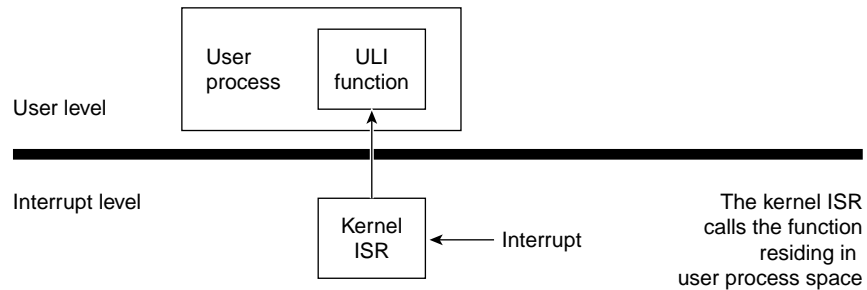 User
process
ULI
function
User level
Interrupt level
Kernel
ISR
Interrupt
The kernel ISR
calls the function
residing in
user process space